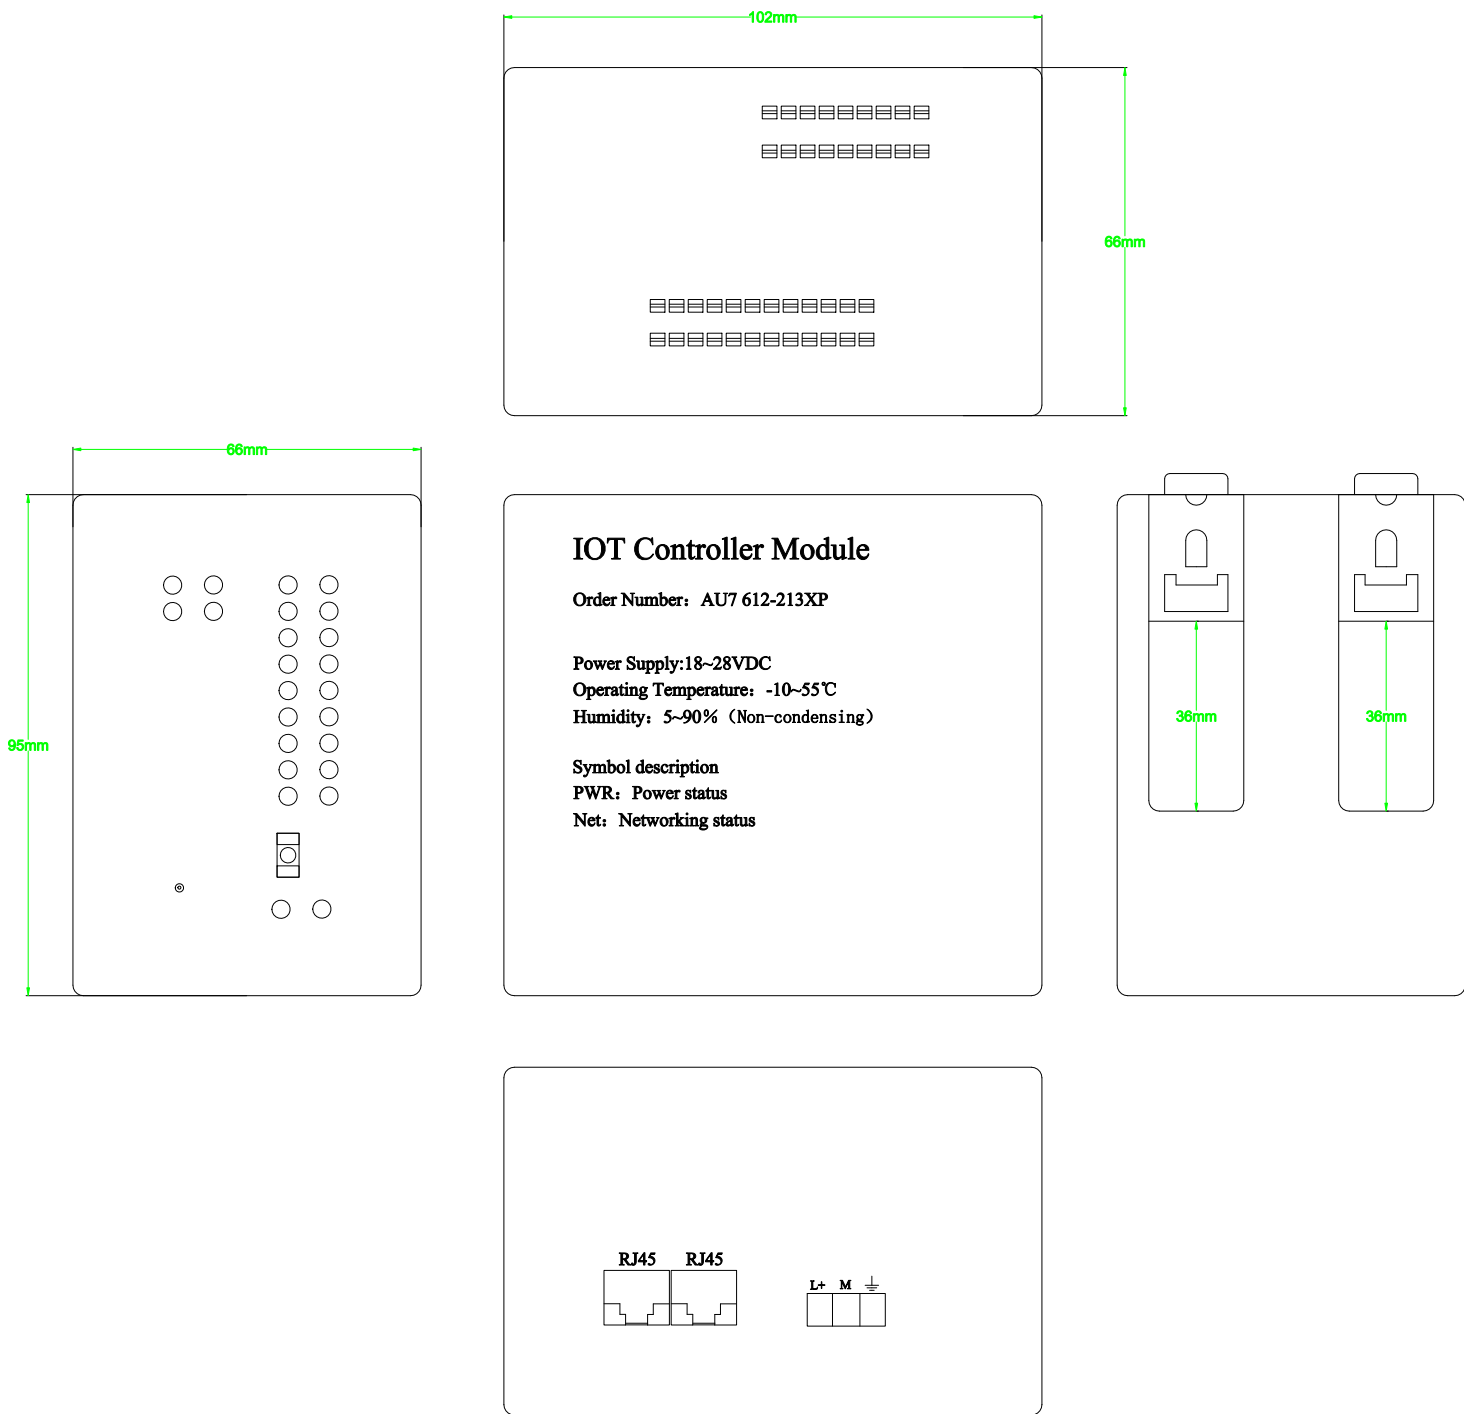 102mm
66mm
66mm
95mm
IOT Controller Module
Order Number：AU7 612-213XP
Power Supply:18~28VDC
Operating Temperature：-10~55℃
Humidity：5~90%（Non-condensing）
Symbol description
PWR：Power status
Net：Networking status
36mm
36mm
RJ45 RJ45
L+ M